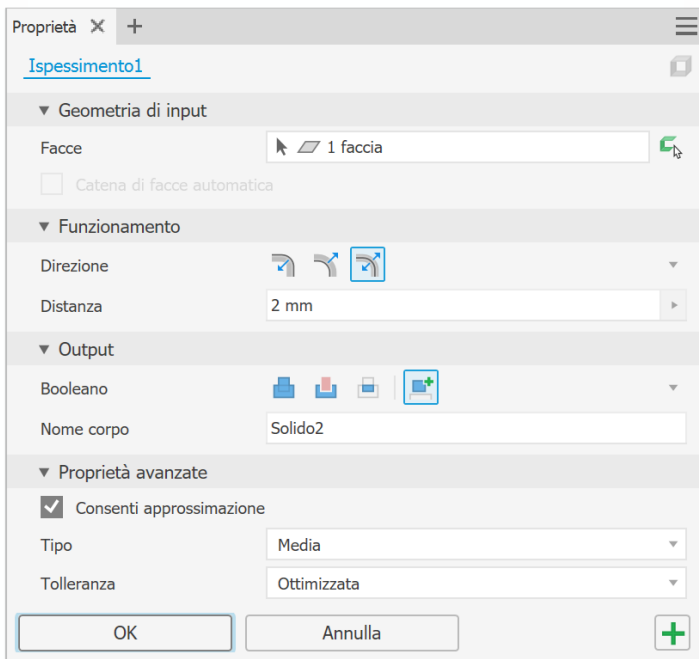 Proprietà
Ispessimento1
Geometria di input
Facce 1 faccia
Catena di facce automatica
Funzionamento
Direzione
Distanza 2 mm
Output
Booleano
Nome corpo Solido2
Proprietà avanzate
Consenti approssimazione
Tipo Media
Tolleranza Ottimizzata
OK Annulla